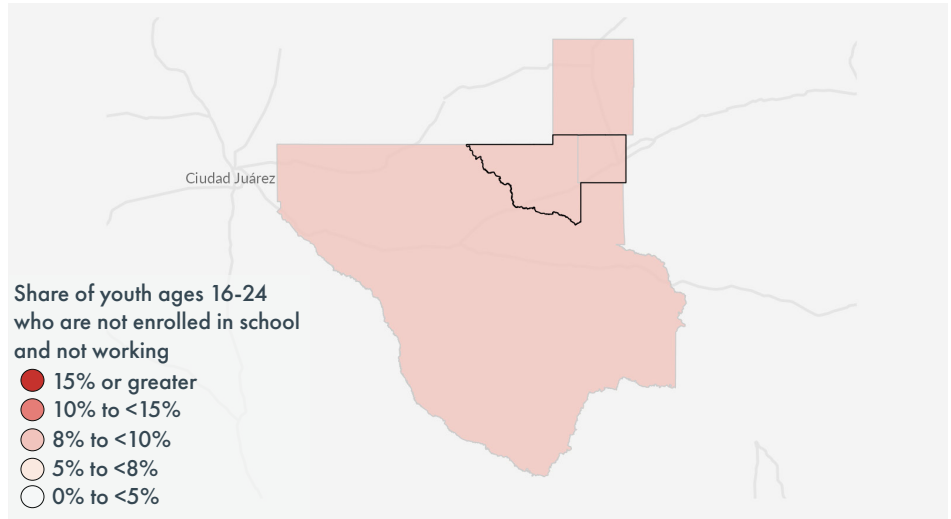 Ciudad Juárez
Share of youth ages 16-24
who are not enrolled in school
and not working
15% or greater
10% to <15%
8% to <10%
5% to <8%
0% to <5%